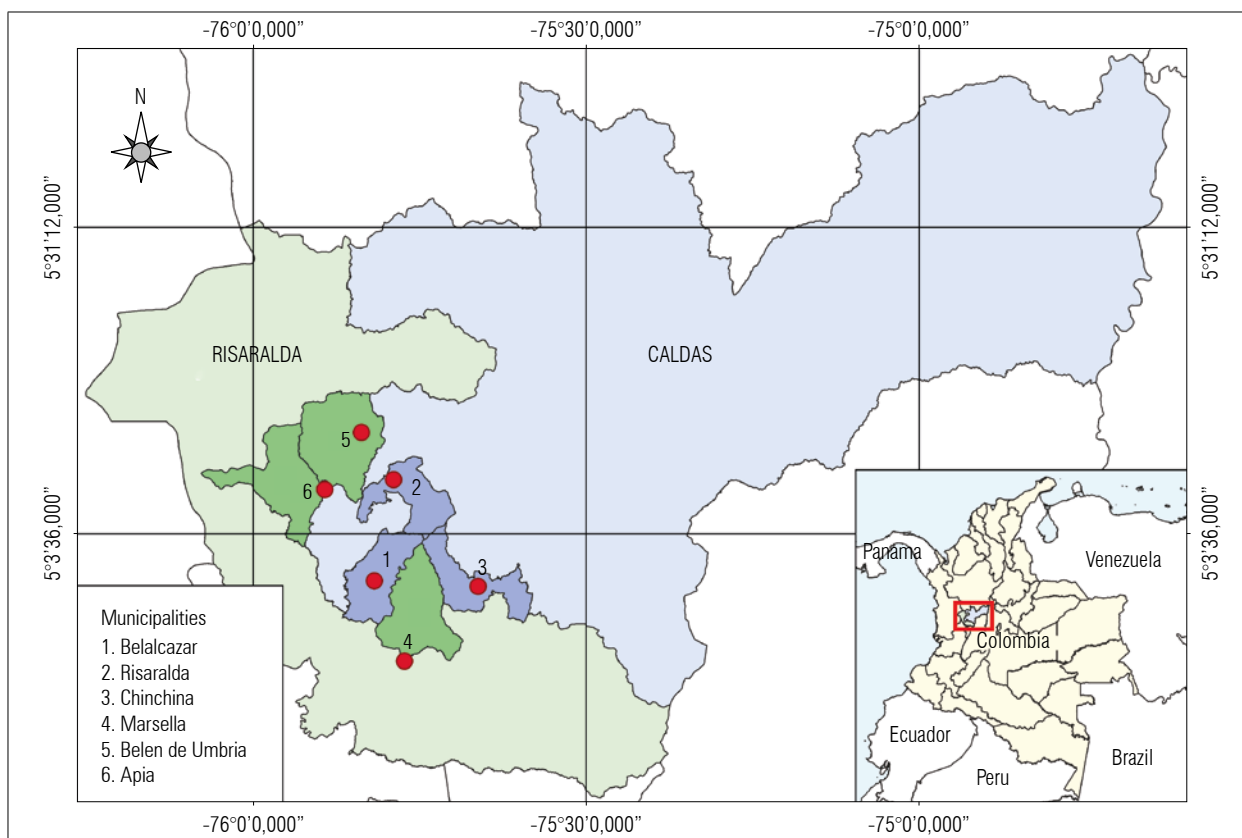 -76°0'0,000” -75°30'0,000” -75°0'0,000”
N
5°31'12,000” 5°31'12,000”
RISARALDA CALDAS
5
2
6
5°3'36,000” 5°3'36,000”
1
3
4
Municipalities
1. Belalcazar
2. Risaralda
3. Chinchina
4. Marsella
5. Belen de Umbria
6. Apia
Panama
Venezuela
Colombia
Ecuador
Peru
Brazil
-76°0'0,000” -75°30'0,000” -75°0'0,000”